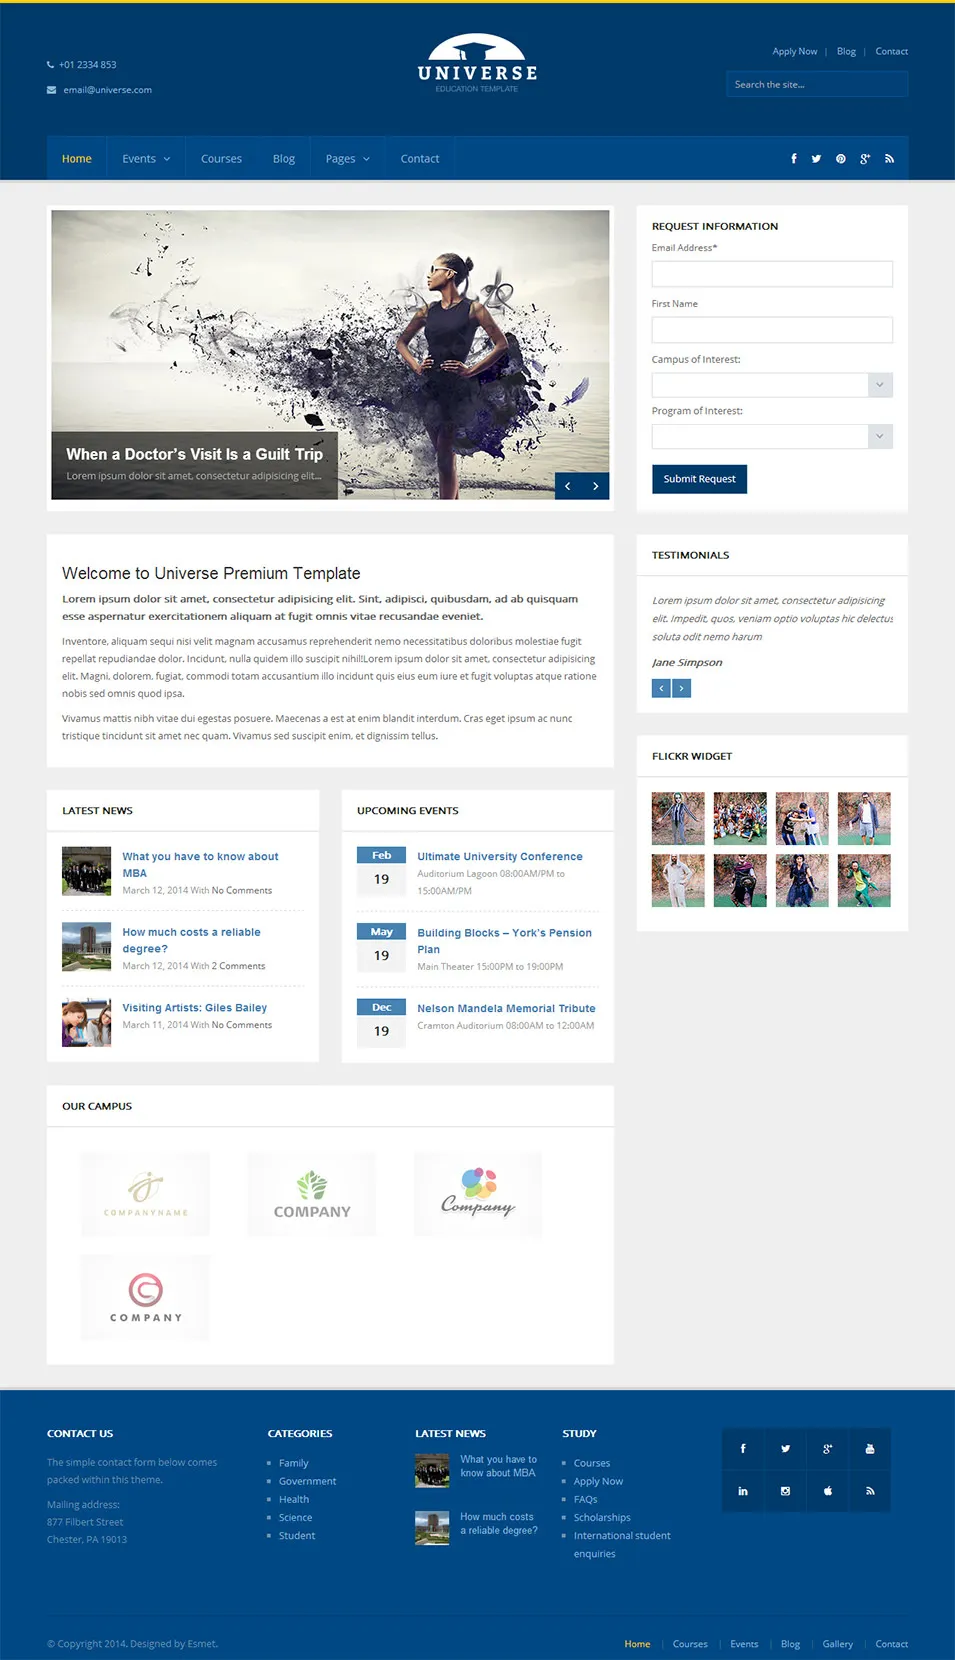 +01 2334 853
email@universe.com
UNIVERSE
EDUCATION TEMPLATE
Apply Now | Blog | Contact
Search the site...
Home Events Courses Blog Pages Contact
When a Doctor's Visit Is a Guilt Trip
Lorem ipsum dolor sit amet, consectetur adipisicing elit...
REQUEST INFORMATION
Email Address*
First Name
Campus of Interest:
Program of Interest:
Submit Request
Welcome to Universe Premium Template
Lorem ipsum dolor sit amet, consectetur adipisicing elit. Sint, adipisci, quibusdam, ad ab quisquam
esse aspernatur exercitationem aliquam at fugit omnis vitae recusandae eveniet.
Inventore, aliquam sequi nisi velit magnam accusamus reprehenderit nemo necessitatibus doloribus molestiae fugit
repellat repudiandae dolor. Incidunt, nulla quidem illo suscipit nihil!Lorem ipsum dolor sit amet, consectetur adipisicing
elit. Magni, dolorem, fugiat, commodi totam accusantium illo incidunt quis eius eum iure et fugit voluptas atque ratione
nobis sed omnis quod ipsa.
Vivamus mattis nibh vitae dui egestas posuere. Maecenas a est at enim blandit interdum. Cras eget ipsum ac nunc
tristique tincidunt sit amet nec quam. Vivamus sed suscipit enim, et dignissim tellus.
TESTIMONIALS
Lorem ipsum dolor sit amet, consectetur adipisicing
elit. Impedit, quos, veniam optio voluptas hic delectus
soluta odit nemo harum
Jane Simpson
FLICKR WIDGET
LATEST NEWS
What you have to know about
MBA
March 12, 2014 With No Comments
How much costs a reliable
degree?
March 12, 2014 With 2 Comments
Visiting Artists: Giles Bailey
March 11, 2014 With No Comments
UPCOMING EVENTS
Feb
19
Ultimate University Conference
Auditorium Lagoon 08:00AM/PM to
15:00AM/PM
May
19
Building Blocks – York's Pension
Plan
Main Theater 15:00PM to 19:00PM
Dec
19
Nelson Mandela Memorial Tribute
Cramton Auditorium 08:00AM to 12:00AM
OUR CAMPUS
COMPANYNAME
COMPANY
Company
COMPANY
CONTACT US
The simple contact form below comes
packed within this theme.
Mailing address:
877 Filbert Street
Chester, PA 19013
CATEGORIES
Family
Government
Health
Science
Student
LATEST NEWS
What you have to
know about MBA
How much costs
a reliable degree?
STUDY
Courses
Apply Now
FAQs
Scholarships
International student
enquiries
© Copyright 2014. Designed by Esmet.
Home | Courses | Events | Blog | Gallery | Contact